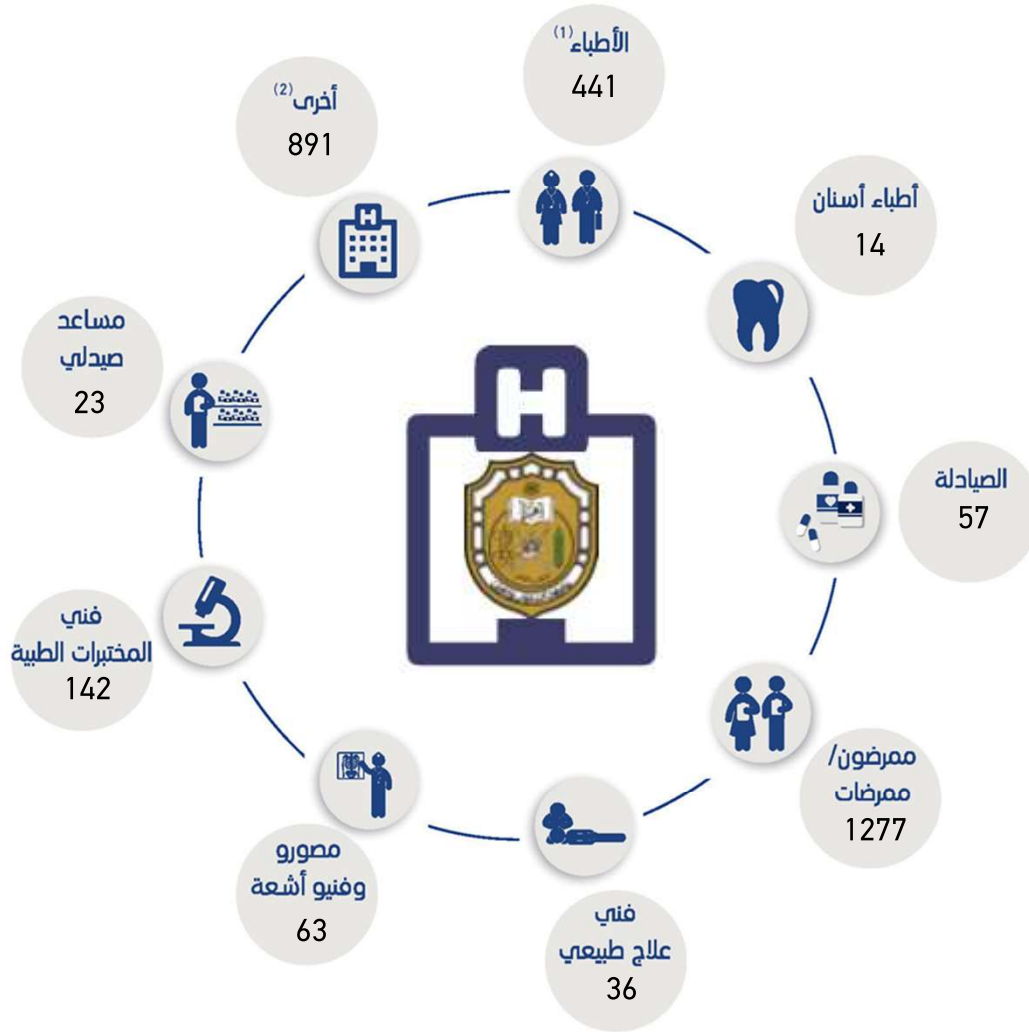 الأطباء(1)
441
أطباء أسنان
14
الصيادلة
57
ممرضون/
ممرضات
1277
فني
علاج طبيعي
36
مصورو
وفنيو أشعة
63
فني
المختبرات الطبية
142
مساعد
صيدلي
23
أخرى(2)
891
H
H